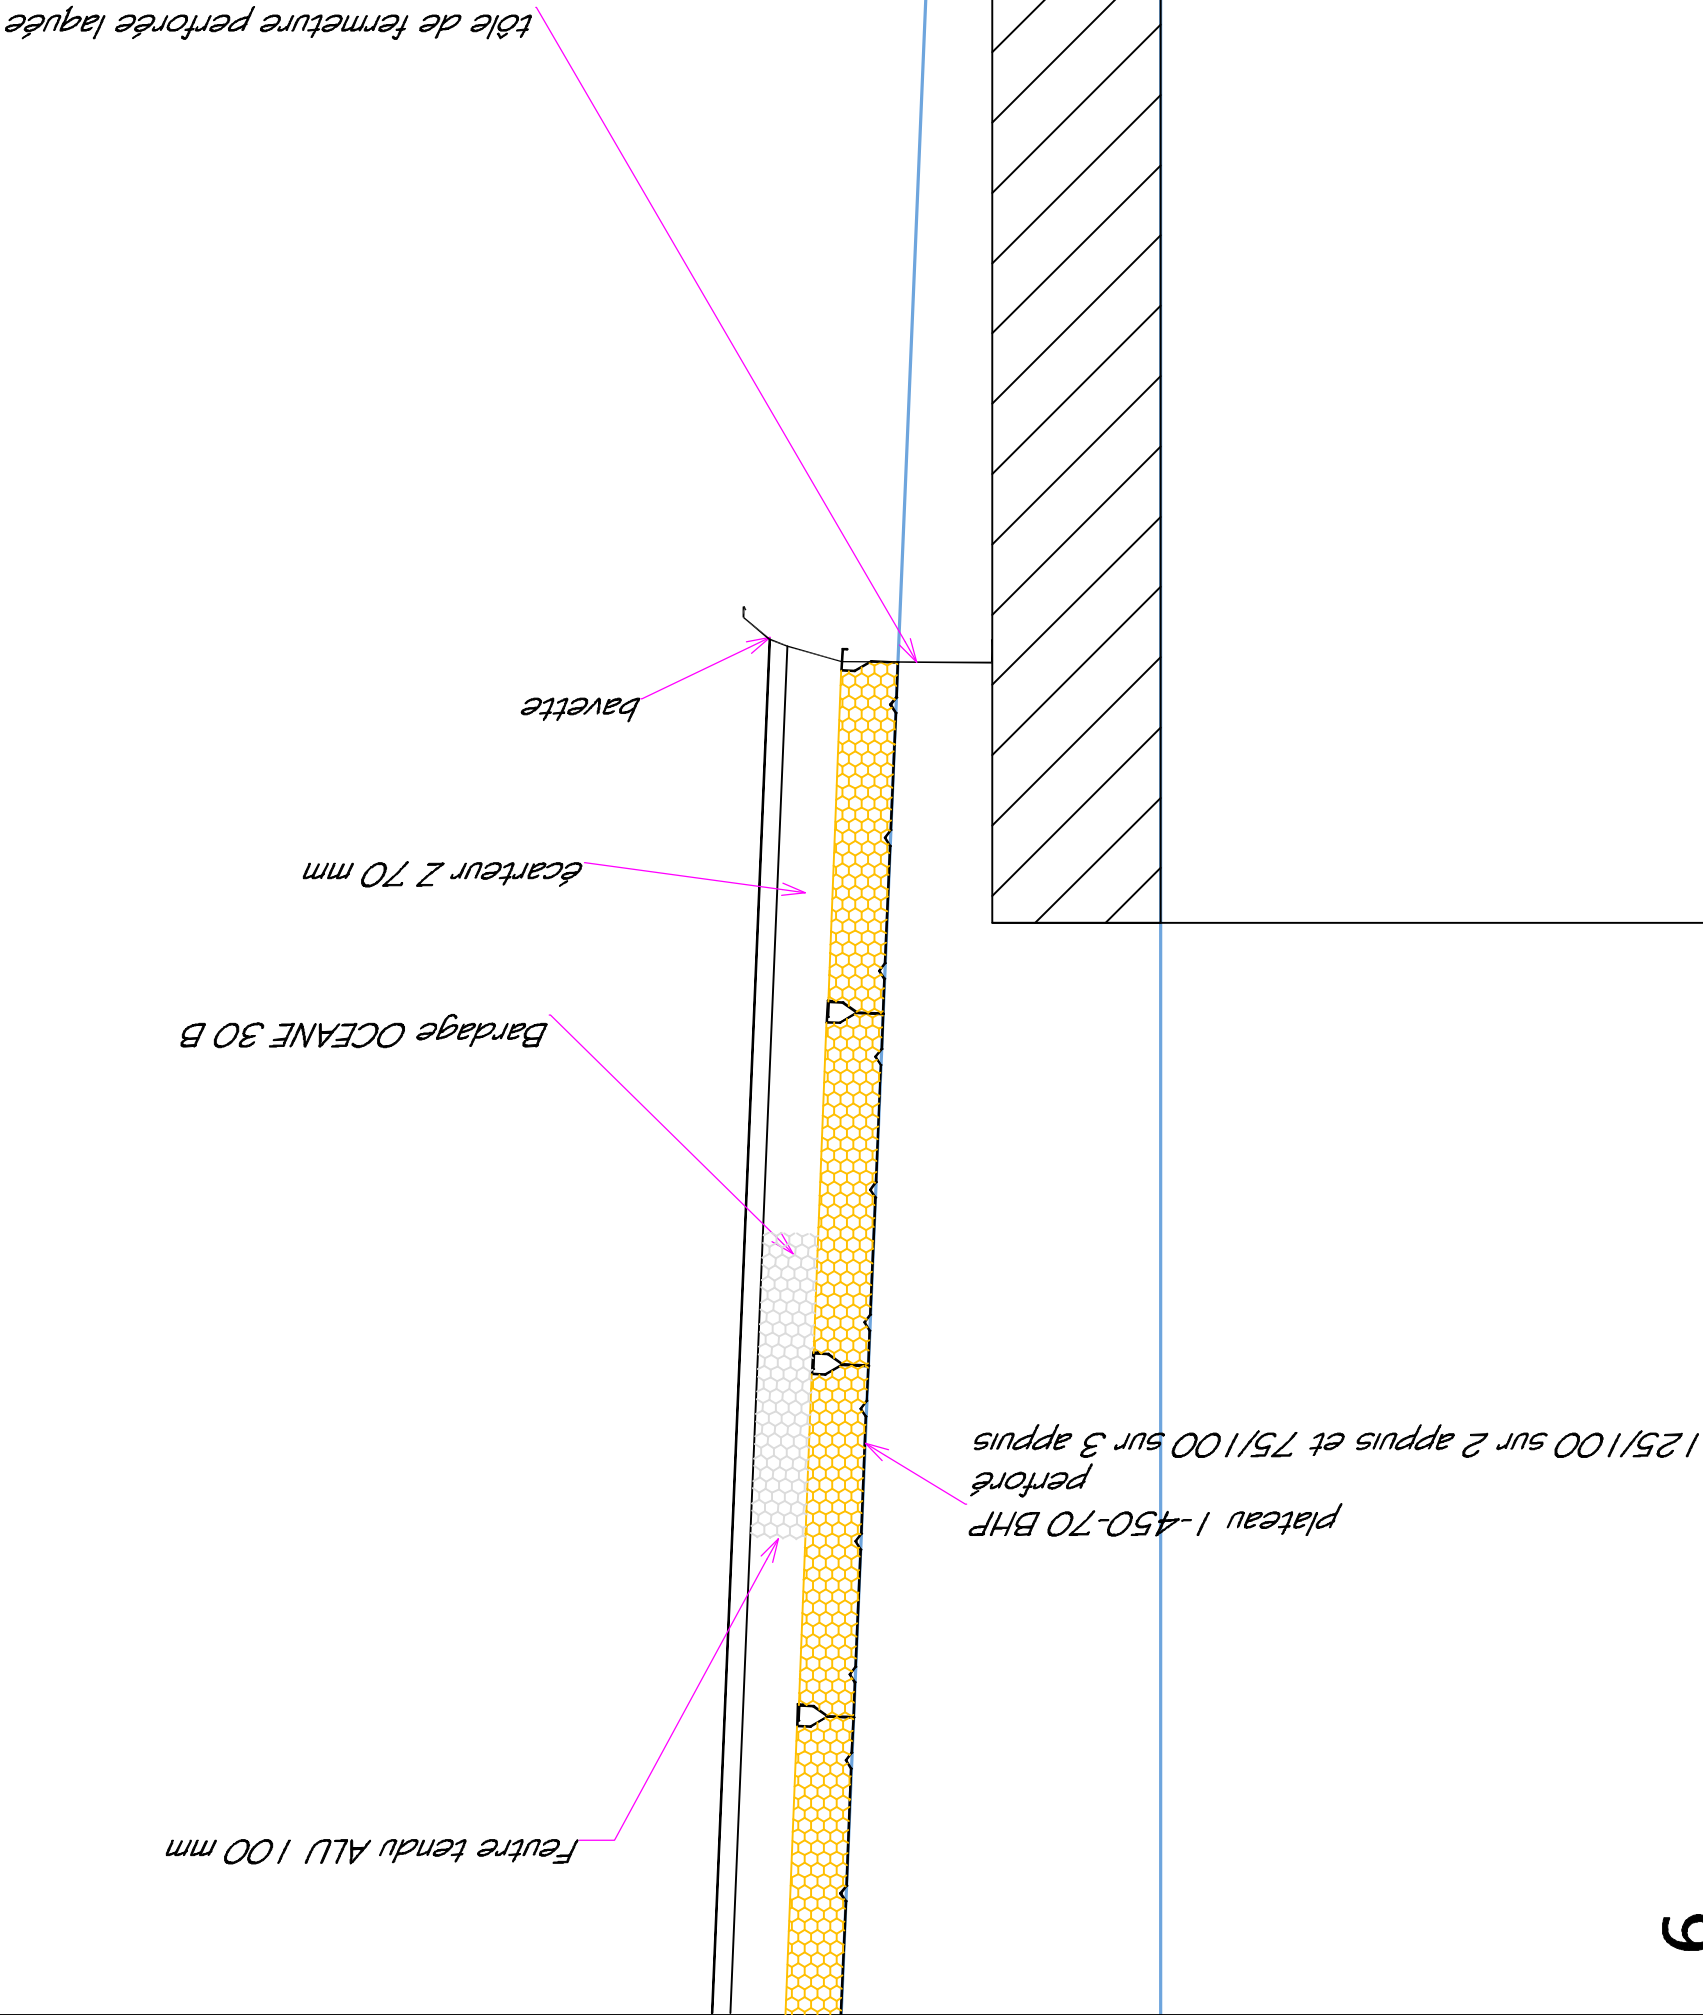 Feutre tendu ALU 100 mm
plateau 1-450-70 BHP
perforé
125/100 sur 2 appuis et 75/100 sur 3 appuis
Bardage OCEANE 30 B
écarteur Z 70 mm
bavette
tôle de fermeture perforée laquée